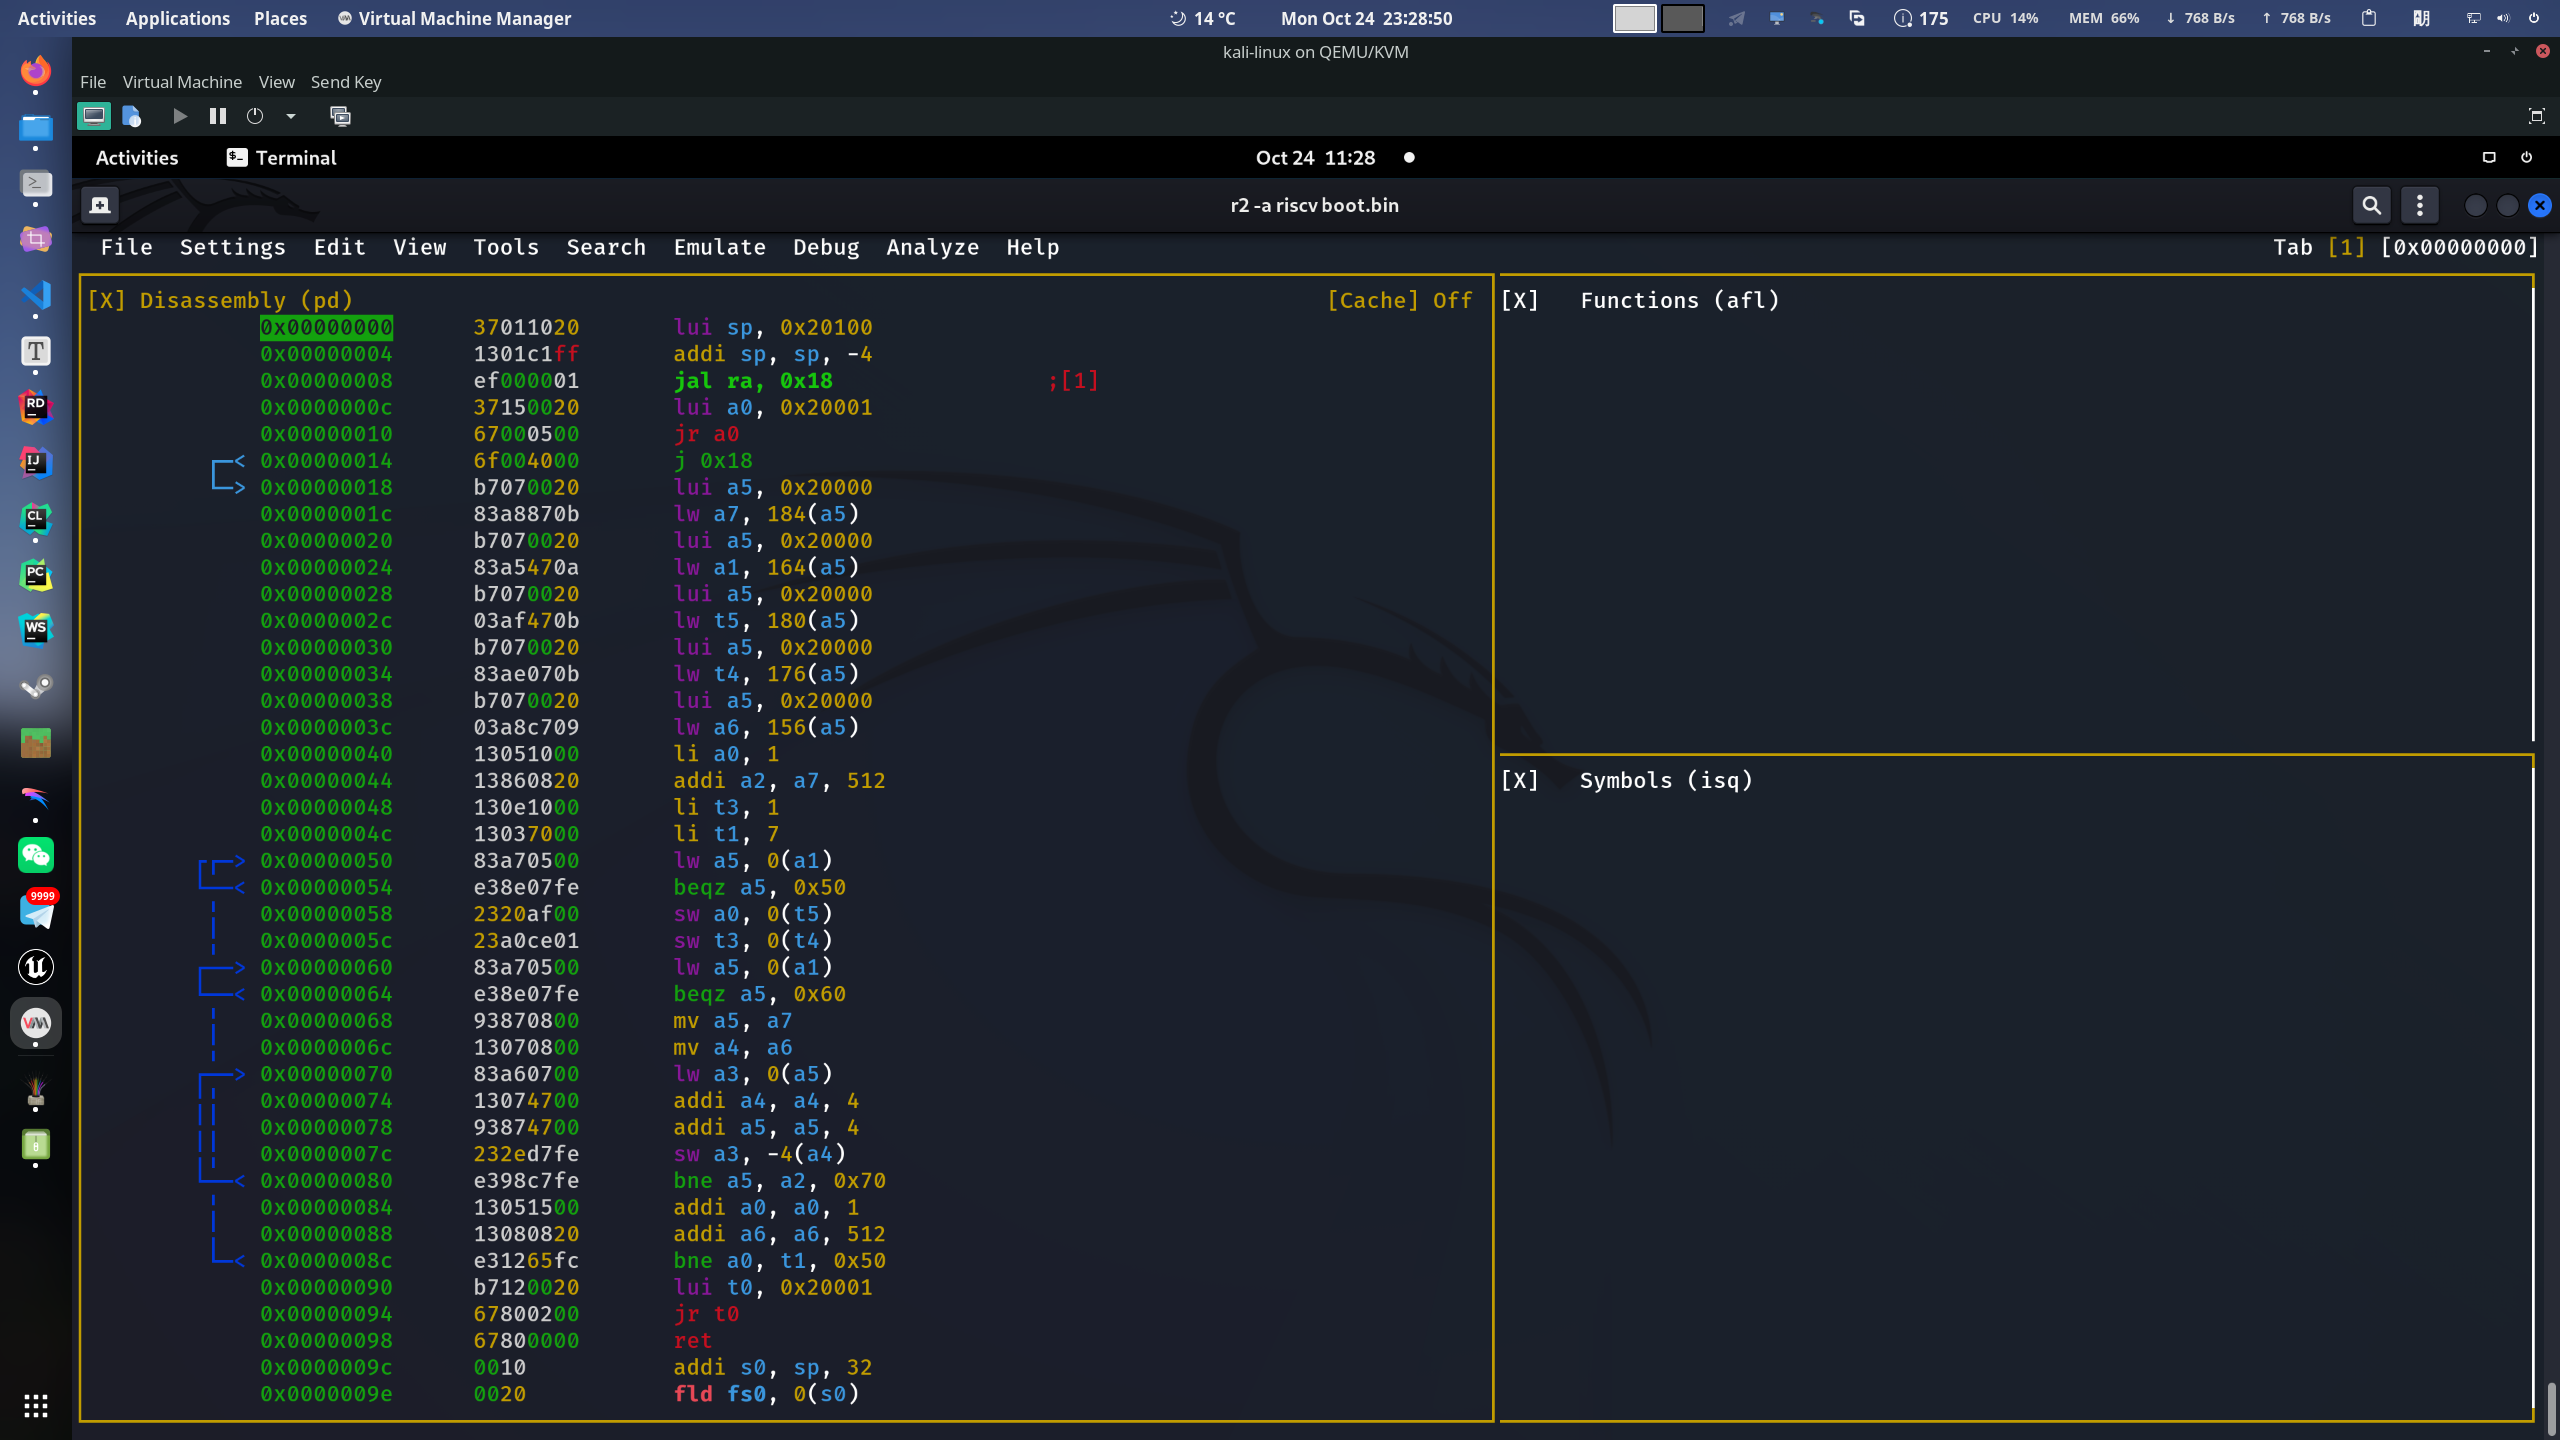 Activities Applications Places Virtual Machine Manager 14 °C Mon Oct 24 23:28:50 175 CPU 14% MEM 66% ↓ 768 B/s ↑ 768 B/s
kali-linux on QEMU/KVM
File Virtual Machine View Send Key
Activities Terminal Oct 24 11:28
r2 -a riscv boot.bin
File Settings Edit View Tools Search Emulate Debug Analyze Help Tab [1] [0x00000000]
[X] Disassembly (pd) [Cache] Off
0x00000000 37011020 lui sp, 0x20100
0x00000004 1301c1ff addi sp, sp, -4
0x00000008 ef000001 jal ra, 0x18 ;[1]
0x0000000c 37150020 lui a0, 0x20001
0x00000010 67000500 jr a0
0x00000014 6f004000 j 0x18
0x00000018 b7070020 lui a5, 0x20000
0x0000001c 83a8870b lw a7, 184(a5)
0x00000020 b7070020 lui a5, 0x20000
0x00000024 83a5470a lw a1, 164(a5)
0x00000028 b7070020 lui a5, 0x20000
0x0000002c 03af470b lw t5, 180(a5)
0x00000030 b7070020 lui a5, 0x20000
0x00000034 83ae070b lw t4, 176(a5)
0x00000038 b7070020 lui a5, 0x20000
0x0000003c 03a8c709 lw a6, 156(a5)
0x00000040 13051000 li a0, 1
0x00000044 13860820 addi a2, a7, 512
0x00000048 130e1000 li t3, 1
0x0000004c 13037000 li t1, 7
0x00000050 83a70500 lw a5, 0(a1)
0x00000054 e38e07fe beqz a5, 0x50
0x00000058 2320af00 sw a0, 0(t5)
0x0000005c 23a0ce01 sw t3, 0(t4)
0x00000060 83a70500 lw a5, 0(a1)
0x00000064 e38e07fe beqz a5, 0x60
0x00000068 93870800 mv a5, a7
0x0000006c 13070800 mv a4, a6
0x00000070 83a60700 lw a3, 0(a5)
0x00000074 13074700 addi a4, a4, 4
0x00000078 93874700 addi a5, a5, 4
0x0000007c 232ed7fe sw a3, -4(a4)
0x00000080 e398c7fe bne a5, a2, 0x70
0x00000084 13051500 addi a0, a0, 1
0x00000088 13080820 addi a6, a6, 512
0x0000008c e31265fc bne a0, t1, 0x50
0x00000090 b7120020 lui t0, 0x20001
0x00000094 67800200 jr t0
0x00000098 67800000 ret
0x0000009c 0010 addi s0, sp, 32
0x0000009e 0020 fld fs0, 0(s0)
[X] Functions (afl)
[X] Symbols (isq)
RD
IJ
CL
PC
WS
9999
T